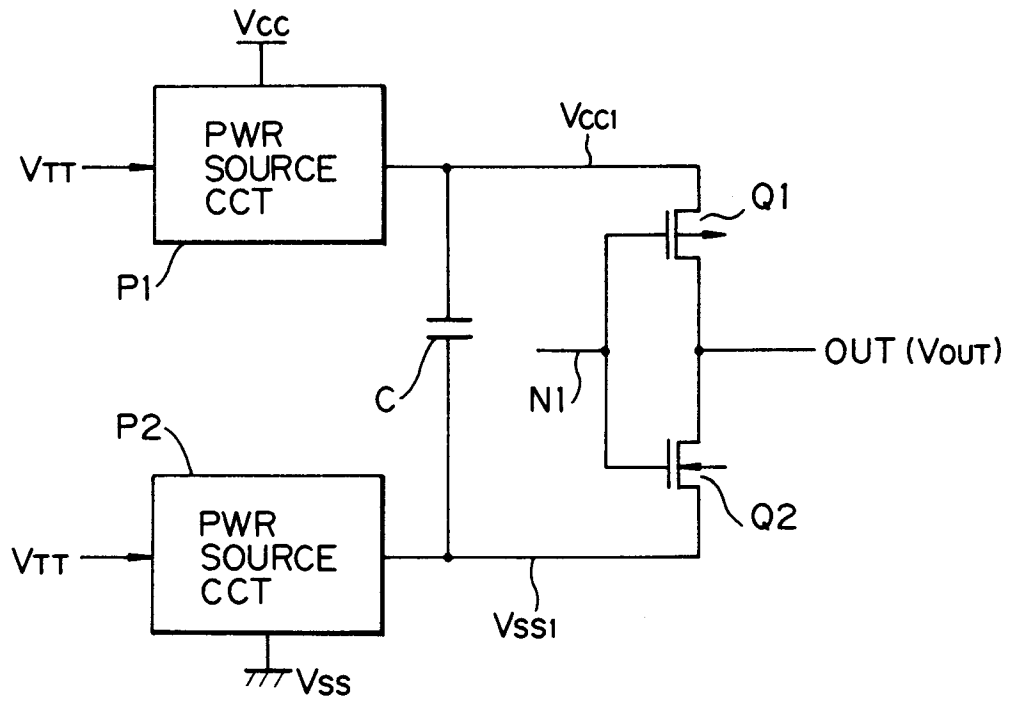 Vcc
PWR
SOURCE
CCT
VTT
P1
Vcc1
Q1
C
N1
OUT (VOUT)
P2
PWR
SOURCE
CCT
VTT
Q2
Vss1
Vss